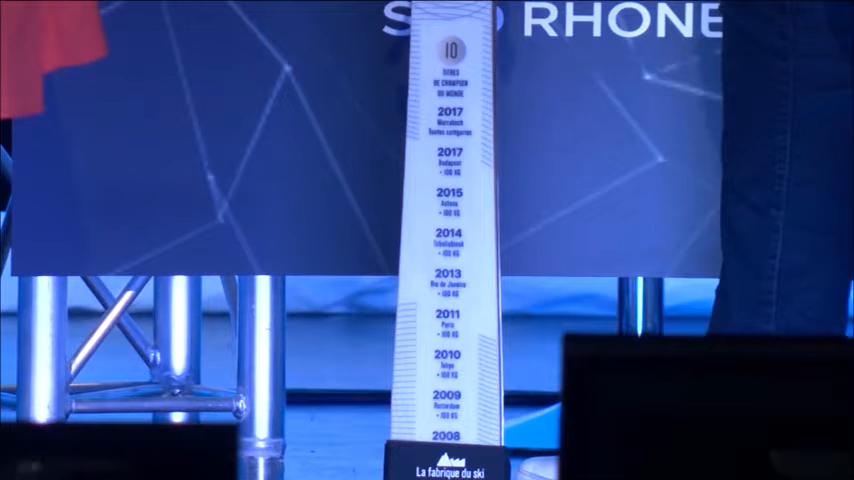 RHONE
10
TITRES
DE CHAMPION
DU MONDE
2017
Marrakech
Toutes catégories
2017
Budapest
+ 100 KG
2015
Astana
+ 100 KG
2014
Tcheliabinsk
+ 100 KG
2013
Rio de Janeiro
+ 100 KG
2011
Paris
+ 100 KG
2010
Tokyo
+ 100 KG
2009
Rotterdam
+ 100 KG
2008
La fabrique du ski